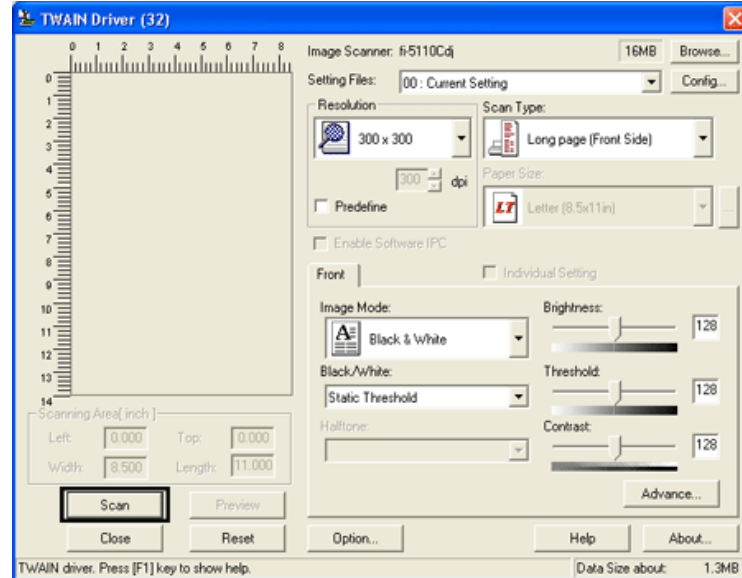 TWAIN Driver (32)
0 1 2 3 4 5 6 7 8
0
1
2
3
4
5
6
7
8
9
10
11
12
13
14
Image Scanner: fi-5110Cdj
16MB
Browse...
Setting Files:
00 : Current Setting
Config...
Resolution
300 x 300
300
dpi
Predefine
Scan Type:
Long page (Front Side)
Paper Size:
LT
Letter (8.5x11in)
...
Enable Software IPC
Front
Individual Setting
Image Mode:
A
Black & White
Black/White:
Static Threshold
Halftone:
Brightness:
128
Threshold:
128
Contrast:
128
Advance...
Scanning Area[ inch ]
Left: 0.000 Top: 0.000
Width: 8.500 Length: 11.000
Scan
Preview
Close
Reset
Option...
Help
About...
TWAIN driver. Press [F1] key to show help.
Data Size about: 1.3MB